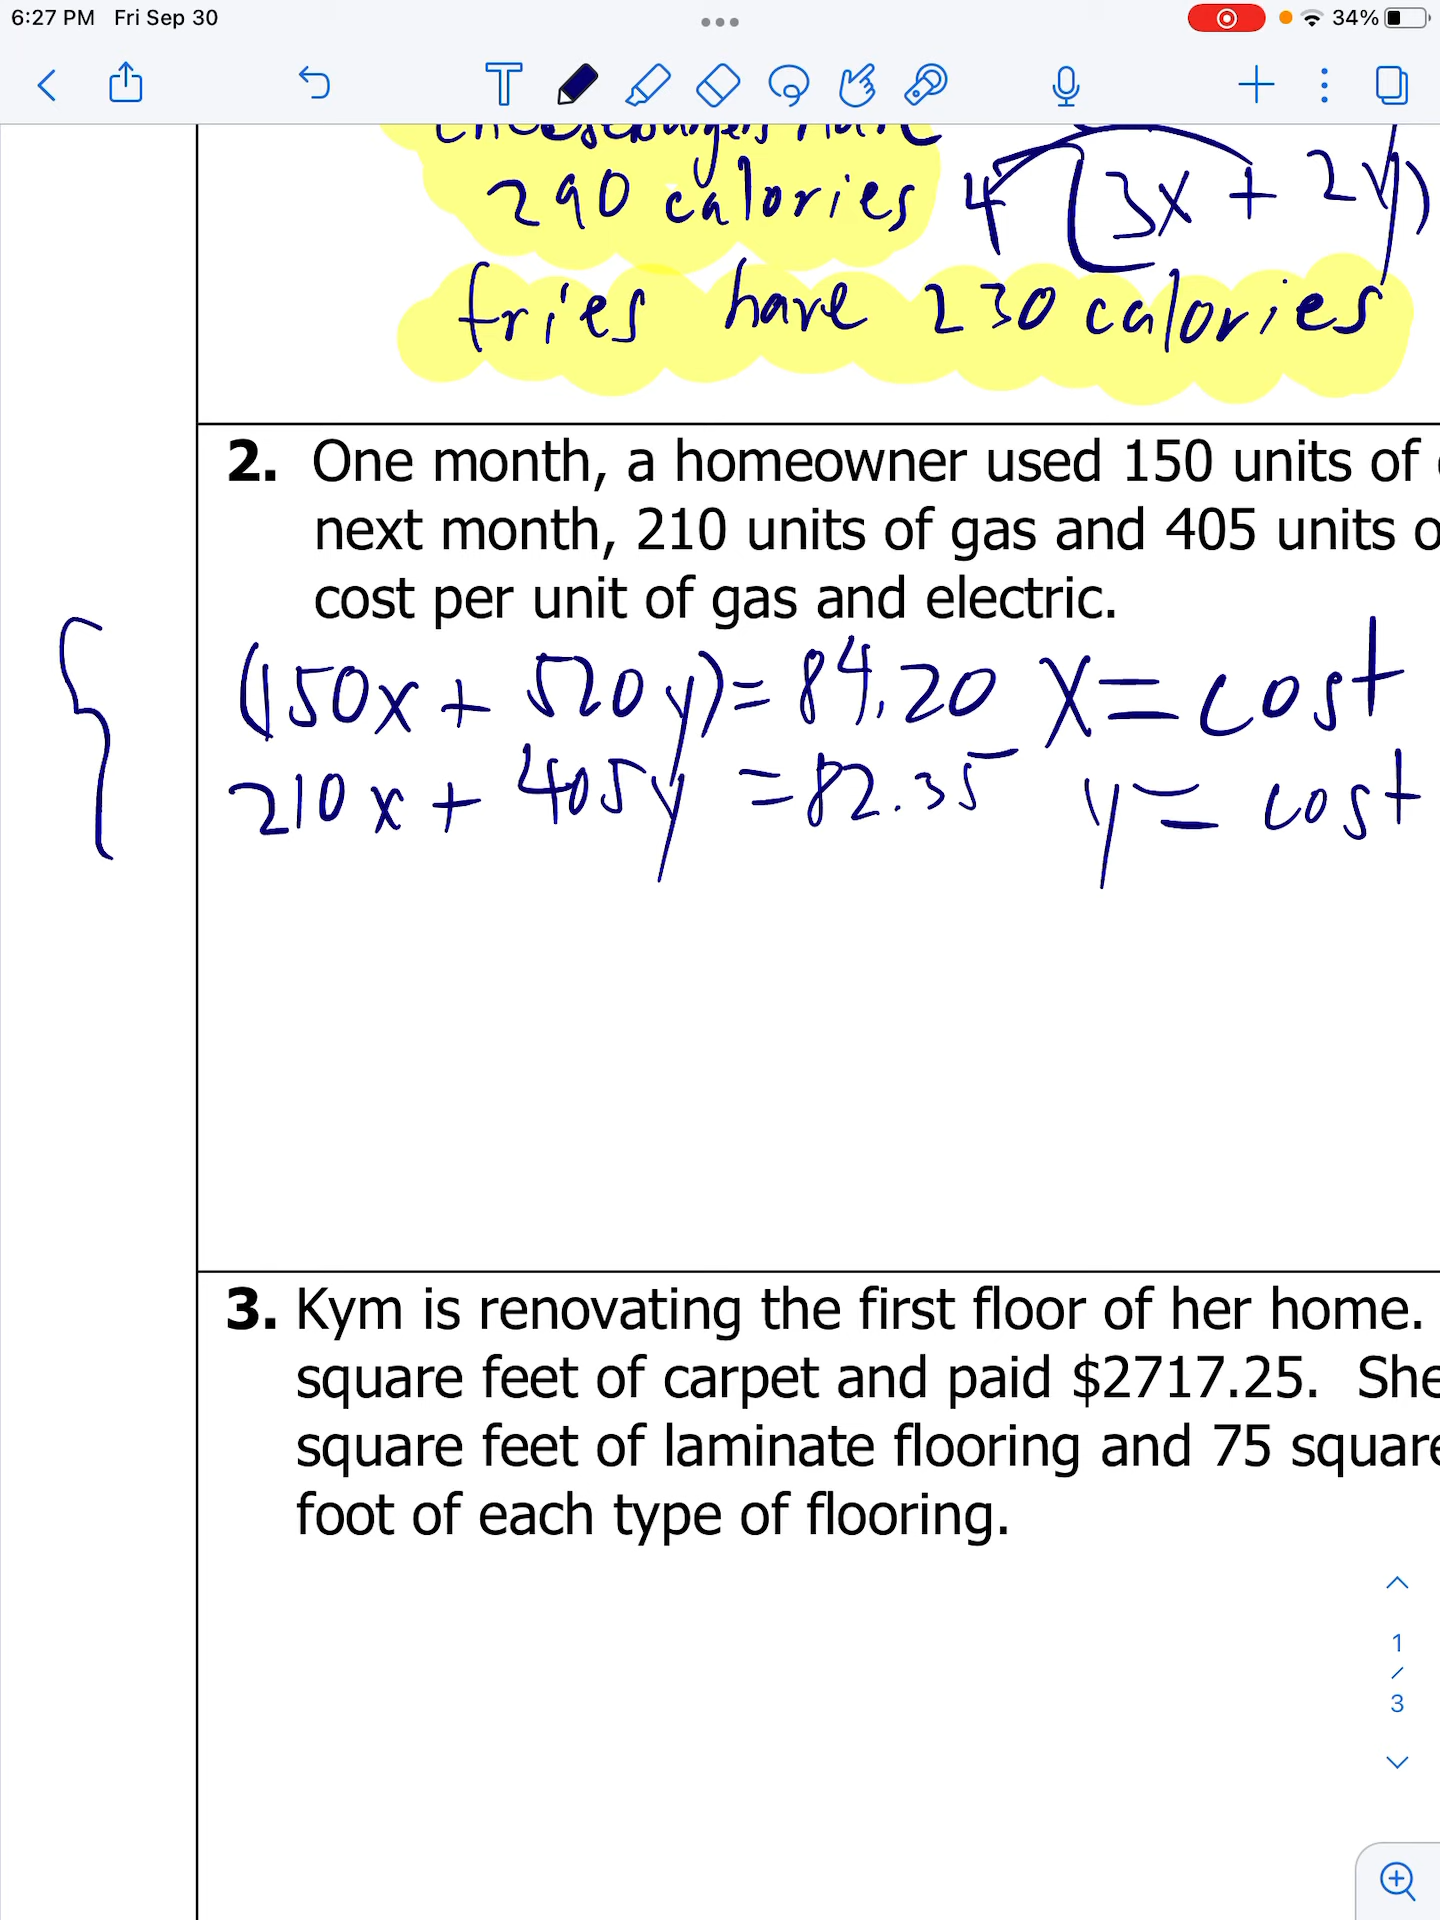 6:27 PM Fri Sep 30
34%
290 calories 4 (3x + 2y)
fries have 230 calories
2. One month, a homeowner used 150 units of
next month, 210 units of gas and 405 units o
cost per unit of gas and electric.
(150x + 520y) = 84.20 x = cost
210x + 405y = 82.35 y = cost
3. Kym is renovating the first floor of her home.
square feet of carpet and paid $2717.25. She
square feet of laminate flooring and 75 square
foot of each type of flooring.
1
/
3